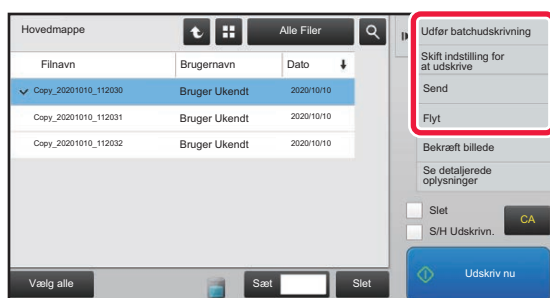 Hovedmappe
Alle Filer
Filnavn Brugernavn Dato
Copy_20201010_112030 Bruger Ukendt 2020/10/10
Copy_20201010_112031 Bruger Ukendt 2020/10/10
Copy_20201010_112032 Bruger Ukendt 2020/10/10
Vælg alle
Sæt
Slet
Udfør batchudskrivning
Skift indstilling for
at udskrive
Send
Flyt
Bekræft billede
Se detaljerede
oplysninger
Slet
S/H Udskrivn.
CA
Udskriv nu